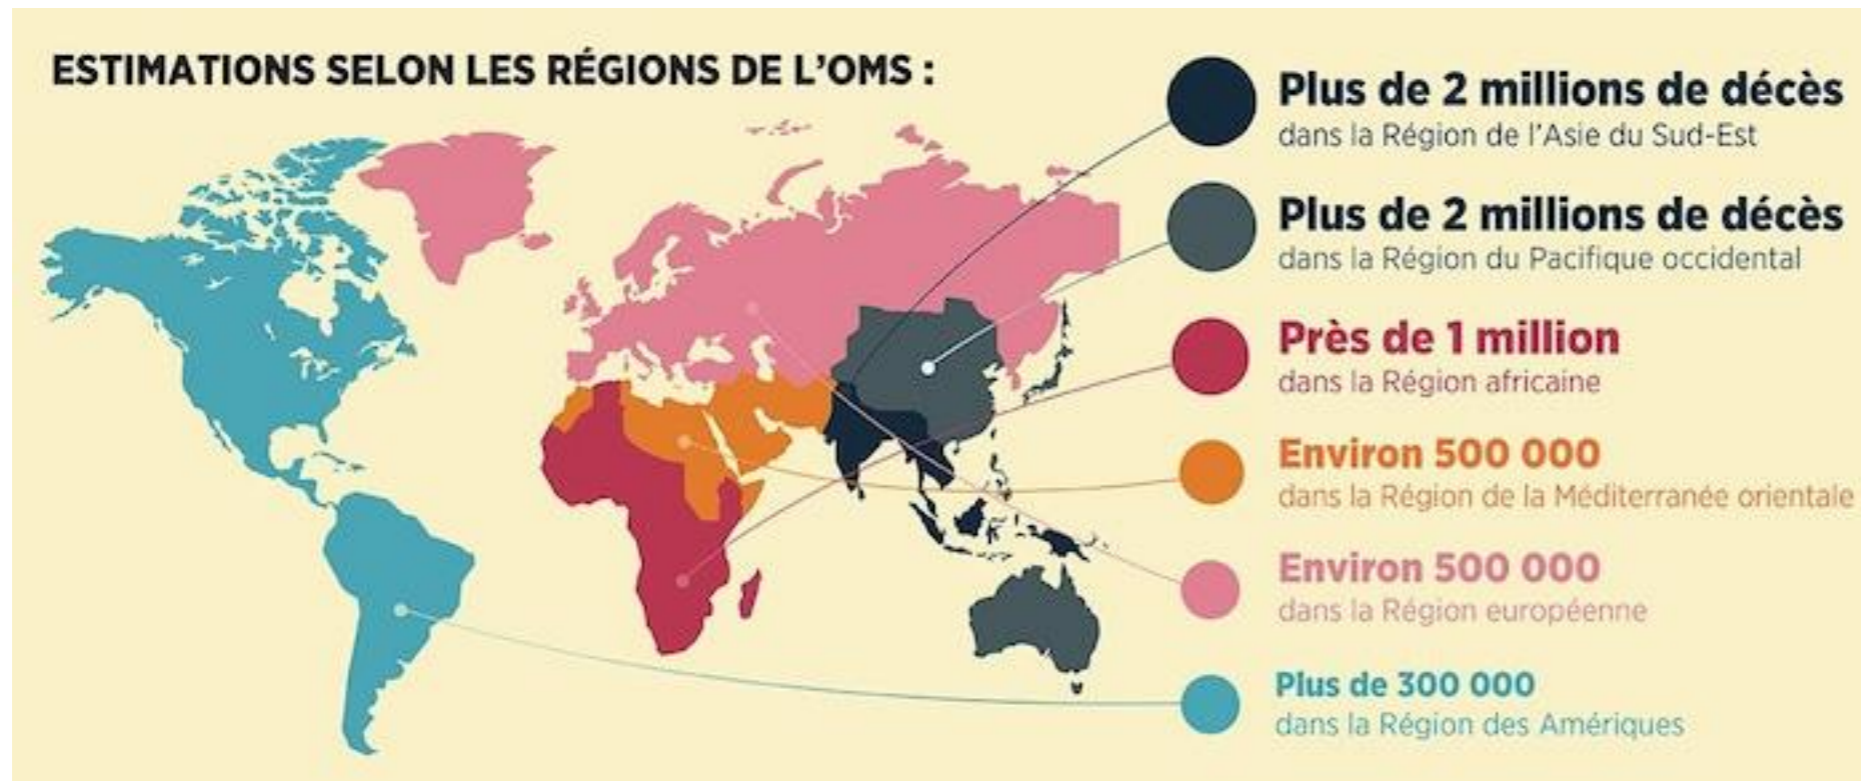 ESTIMATIONS SELON LES RÉGIONS DE L'OMS :
Plus de 2 millions de décès
dans la Région de l'Asie du Sud-Est
Plus de 2 millions de décès
dans la Région du Pacifique occidental
Près de 1 million
dans la Région africaine
Environ 500 000
dans la Région de la Méditerranée orientale
Environ 500 000
dans la Région européenne
Plus de 300 000
dans la Région des Amériques